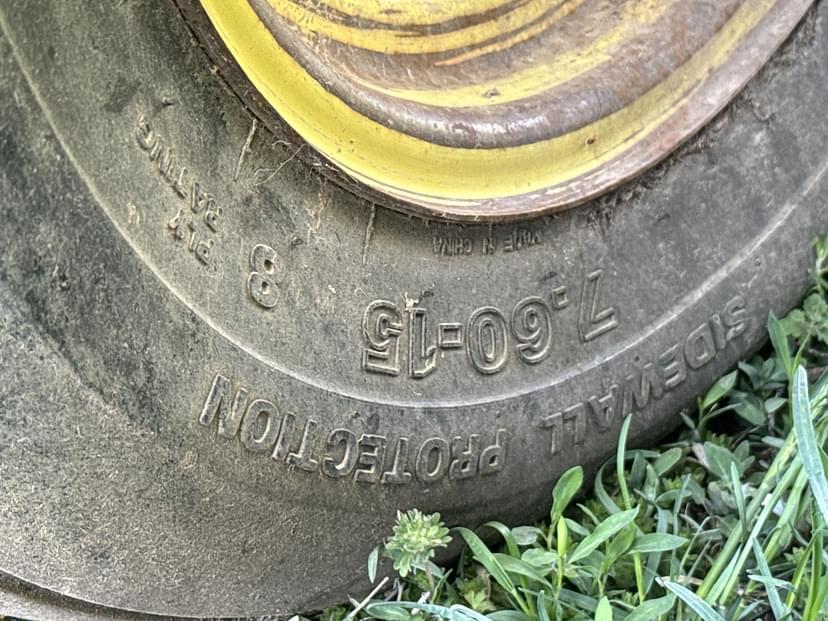 SIDEWALL PROTECTION
7.60-15
8 PLY
RATING
MADE IN CHINA